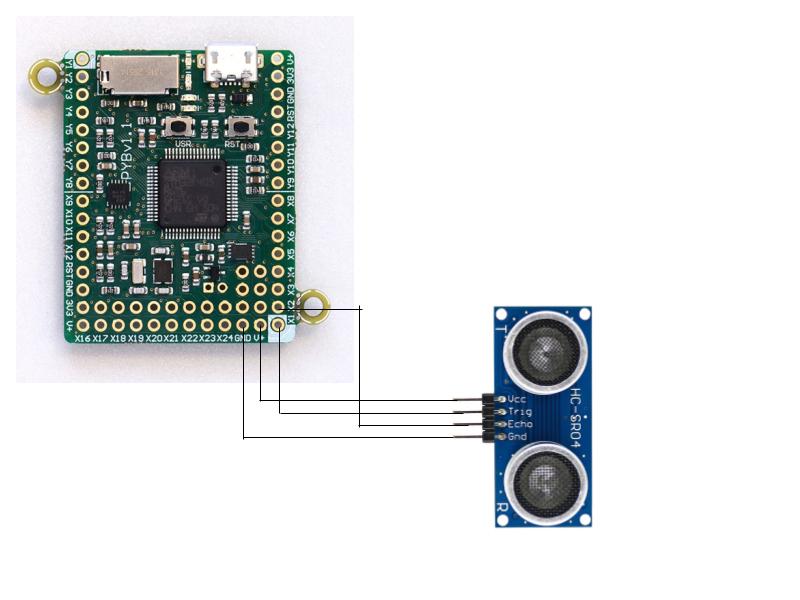 Y1
Y2
Y3
Y4
Y5
Y6
Y7
Y8
X9
X10
X11
X12
RST
GND
3V3
V+
PYBv1.1
USR
RST
V+
3V3
GND
RST
Y12
Y11
Y10
Y9
X8
X7
X6
X5
X4
X3
X2
X1
X16 X17 X18 X19 X20 X21 X22 X23 X24 GND V+
T
Vcc
Trig
Echo
Gnd
HC-SR04
R